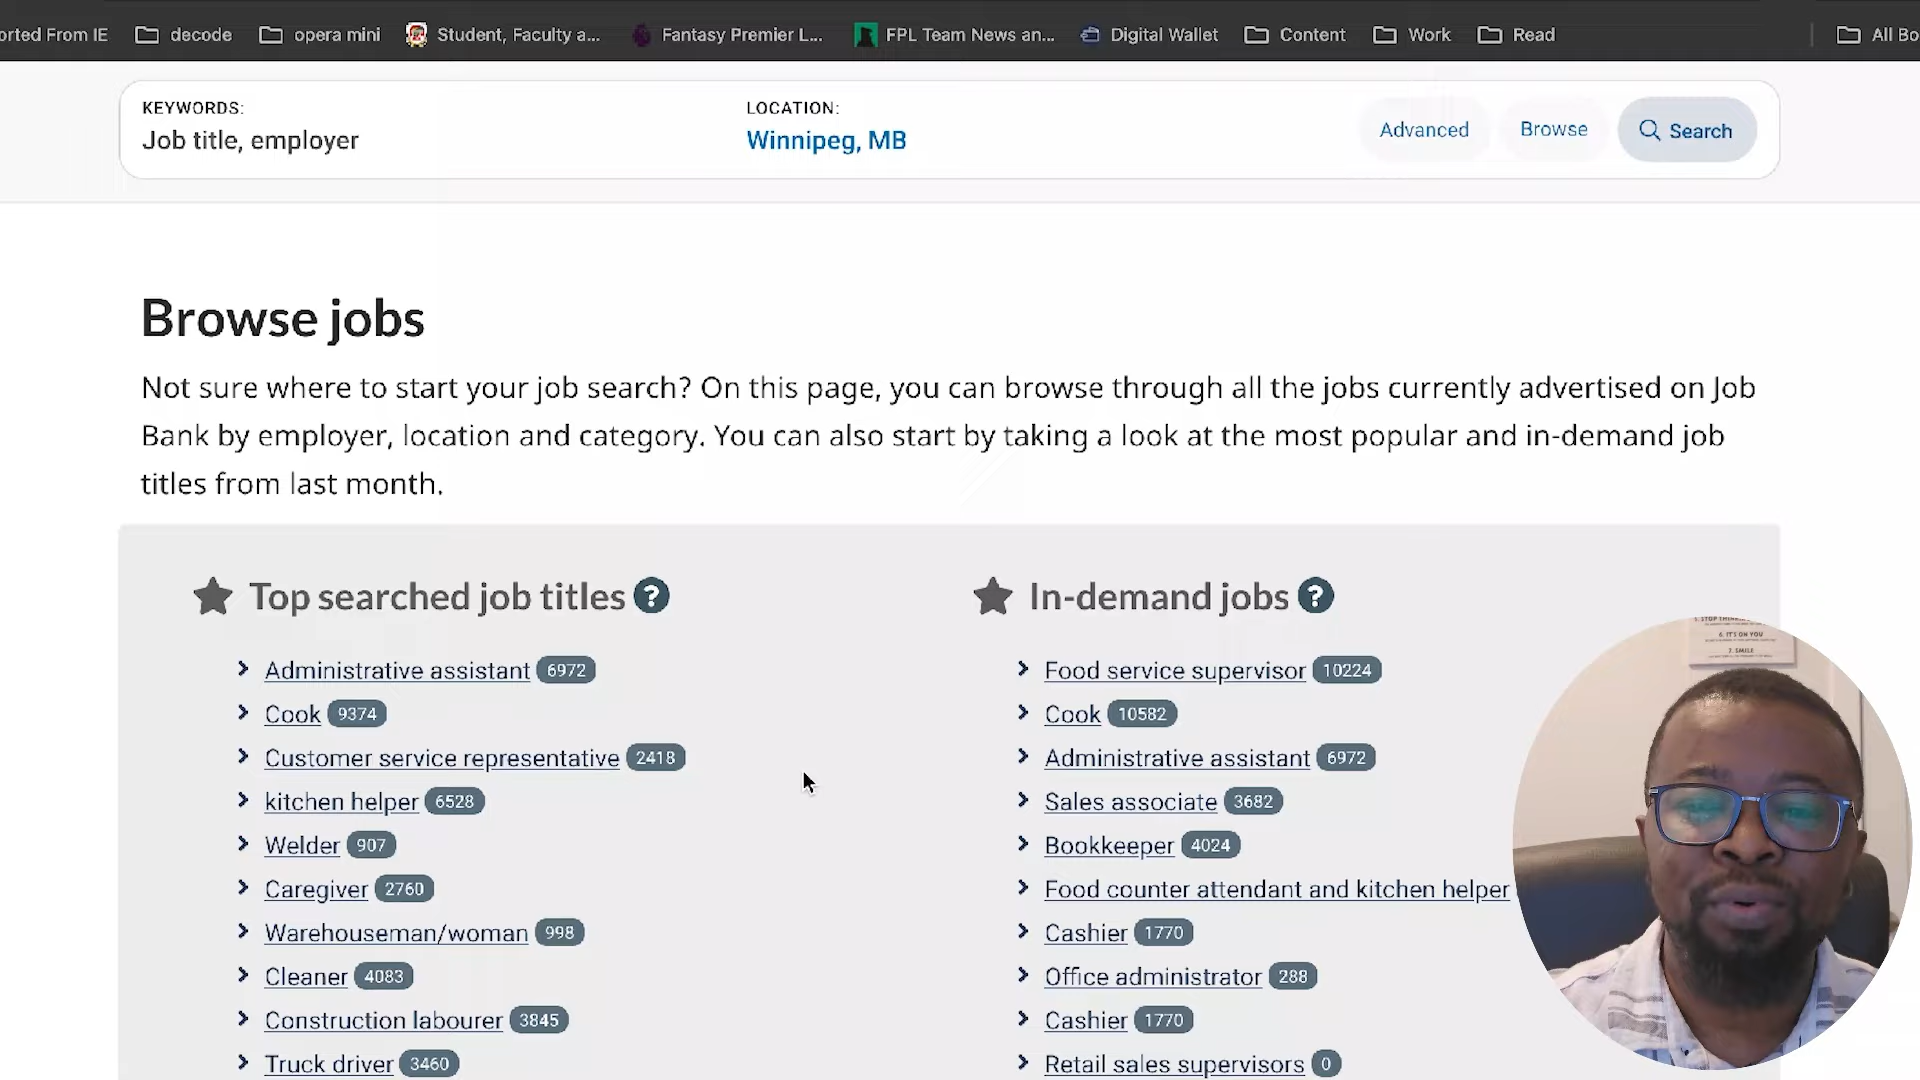 orted From IE decode opera mini Student, Faculty a... Fantasy Premier L... FPL Team News an... Digital Wallet Content Work Read All Bo
KEYWORDS:
Job title, employer
LOCATION:
Winnipeg, MB
Advanced Browse Search
Browse jobs
Not sure where to start your job search? On this page, you can browse through all the jobs currently advertised on Job
Bank by employer, location and category. You can also start by taking a look at the most popular and in-demand job
titles from last month.
Top searched job titles ?
Administrative assistant 6972
Cook 9374
Customer service representative 2418
kitchen helper 6528
Welder 907
Caregiver 2760
Warehouseman/woman 998
Cleaner 4083
Construction labourer 3845
Truck driver 3460
In-demand jobs ?
Food service supervisor 10224
Cook 10582
Administrative assistant 6972
Sales associate 3682
Bookkeeper 4024
Food counter attendant and kitchen helper
Cashier 1770
Office administrator 288
Cashier 1770
Retail sales supervisors 0
6. IT'S ON YOU
7. SMILE